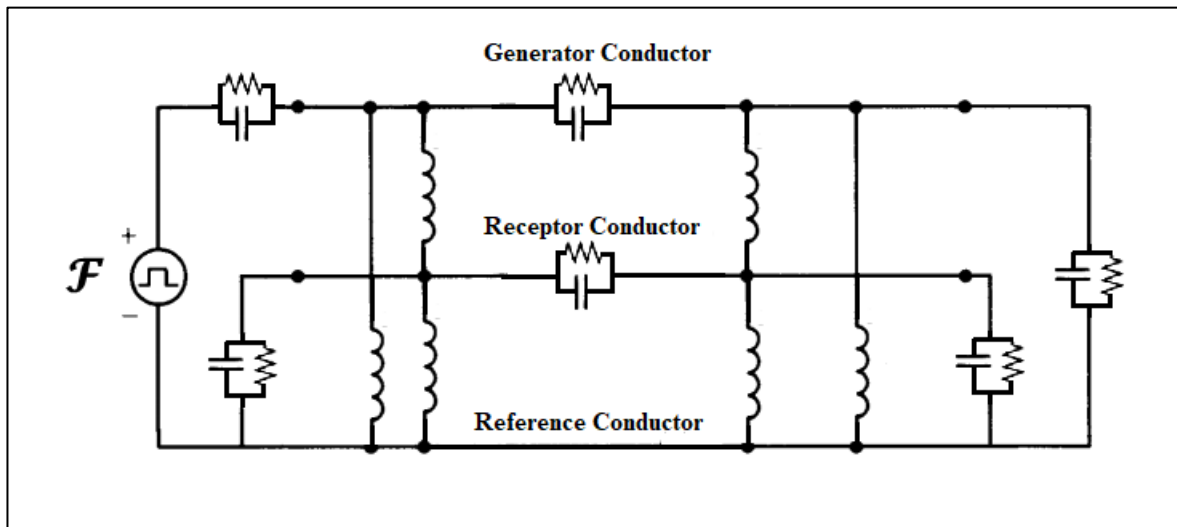 Generator Conductor
Receptor Conductor
+
ℱ
−
Reference Conductor